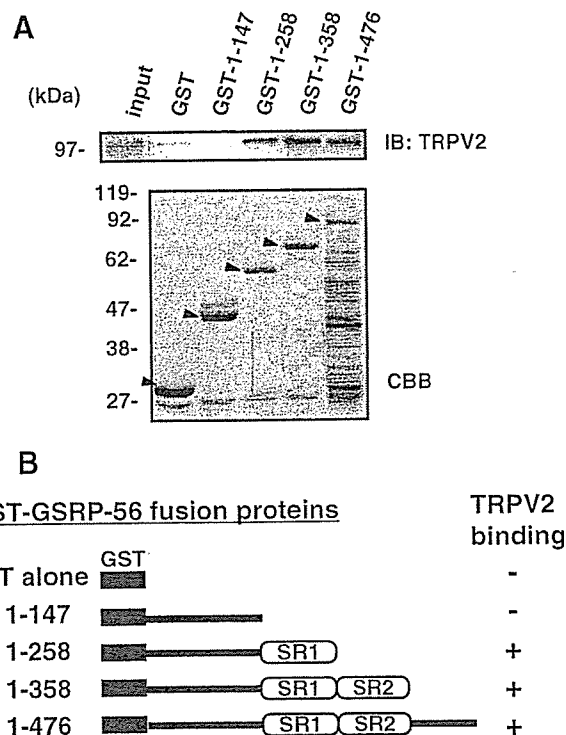 A
input GST GST-1-147 GST-1-258 GST-1-358 GST-1-476
(kDa)
97- IB: TRPV2
119-
92-
62-
47-
38-
27-
CBB
B
ST-GSRP-56 fusion proteins
TRPV2 binding
GST
T alone -
1-147 -
1-258 SR1 +
1-358 SR1 SR2 +
1-476 SR1 SR2 +